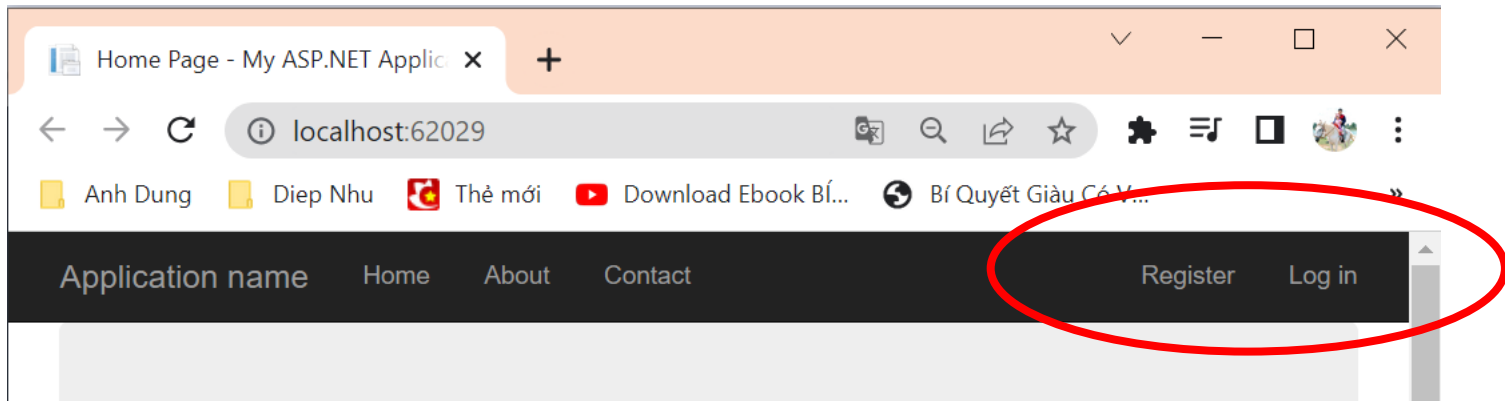 Home Page - My ASP.NET Applic
localhost:62029
Anh Dung Diep Nhu Thẻ mới Download Ebook BÍ... Bí Quyết Giàu Có V...
Application name Home About Contact Register Log in